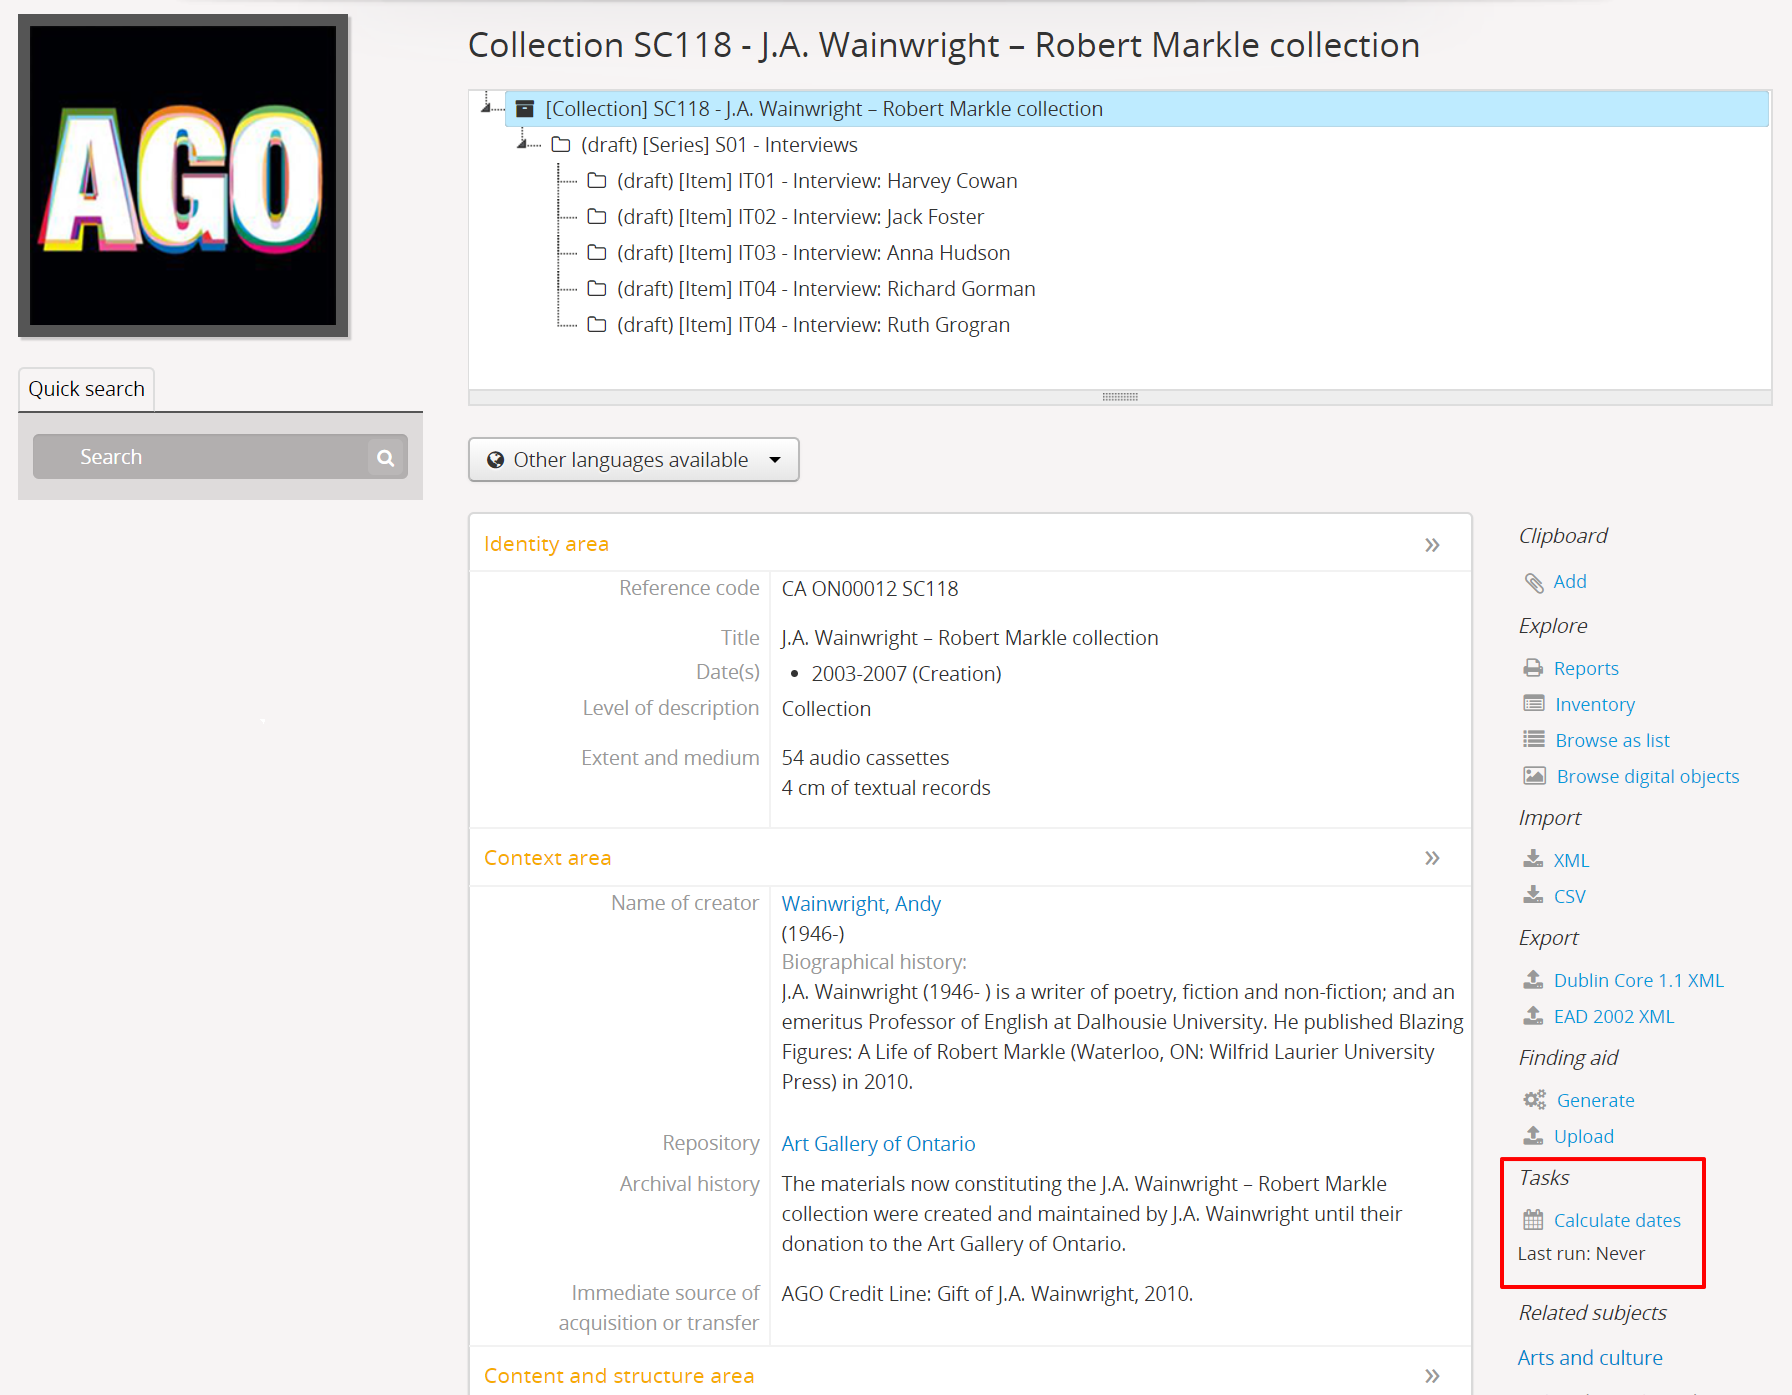 AGO
Collection SC118 - J.A. Wainwright – Robert Markle collection
[Collection] SC118 - J.A. Wainwright – Robert Markle collection
(draft) [Series] S01 - Interviews
(draft) [Item] IT01 - Interview: Harvey Cowan
(draft) [Item] IT02 - Interview: Jack Foster
(draft) [Item] IT03 - Interview: Anna Hudson
(draft) [Item] IT04 - Interview: Richard Gorman
(draft) [Item] IT04 - Interview: Ruth Grogran
Quick search
Search
Other languages available
Identity area
Reference code CA ON00012 SC118
Title J.A. Wainwright – Robert Markle collection
Date(s) • 2003-2007 (Creation)
Level of description Collection
Extent and medium 54 audio cassettes
4 cm of textual records
Context area
Name of creator Wainwright, Andy
(1946-)
Biographical history:
J.A. Wainwright (1946- ) is a writer of poetry, fiction and non-fiction; and an
emeritus Professor of English at Dalhousie University. He published Blazing
Figures: A Life of Robert Markle (Waterloo, ON: Wilfrid Laurier University
Press) in 2010.
Repository Art Gallery of Ontario
Archival history The materials now constituting the J.A. Wainwright – Robert Markle
collection were created and maintained by J.A. Wainwright until their
donation to the Art Gallery of Ontario.
Immediate source of AGO Credit Line: Gift of J.A. Wainwright, 2010.
acquisition or transfer
Content and structure area
Clipboard
Add
Explore
Reports
Inventory
Browse as list
Browse digital objects
Import
XML
CSV
Export
Dublin Core 1.1 XML
EAD 2002 XML
Finding aid
Generate
Upload
Tasks
Calculate dates
Last run: Never
Related subjects
Arts and culture